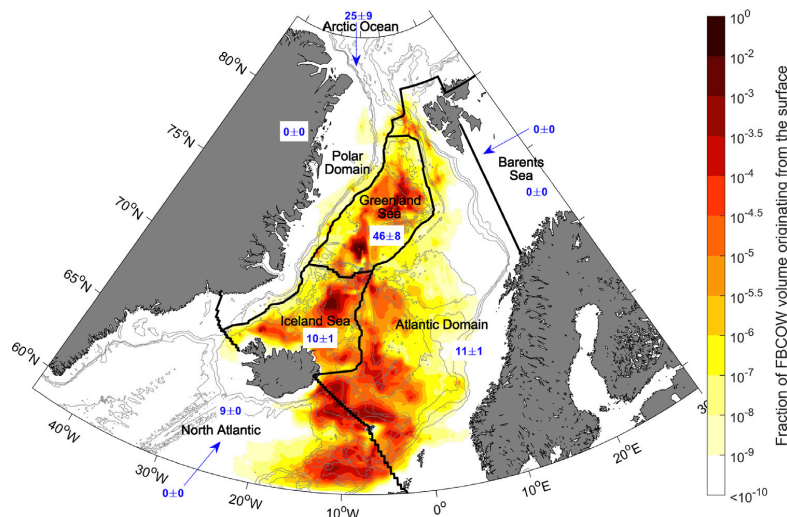 25±9
Arctic Ocean
80°N
0±0
0±0
Polar
Domain
Barents
Sea
0±0
75°N
Greenland
Sea
46±8
70°N
65°N
Iceland Sea
10±1
Atlantic Domain
11±1
60°N
9±0
North Atlantic
0±0
40°W
30°W
20°W
10°W
0°
10°E
20°E
30
10^0
10^-2
10^-3
10^-4
10^-4.5
10^-5
10^-5.5
10^-6
10^-7
10^-8
10^-9
<10^-10
Fraction of FBCOW volume originating from the surface